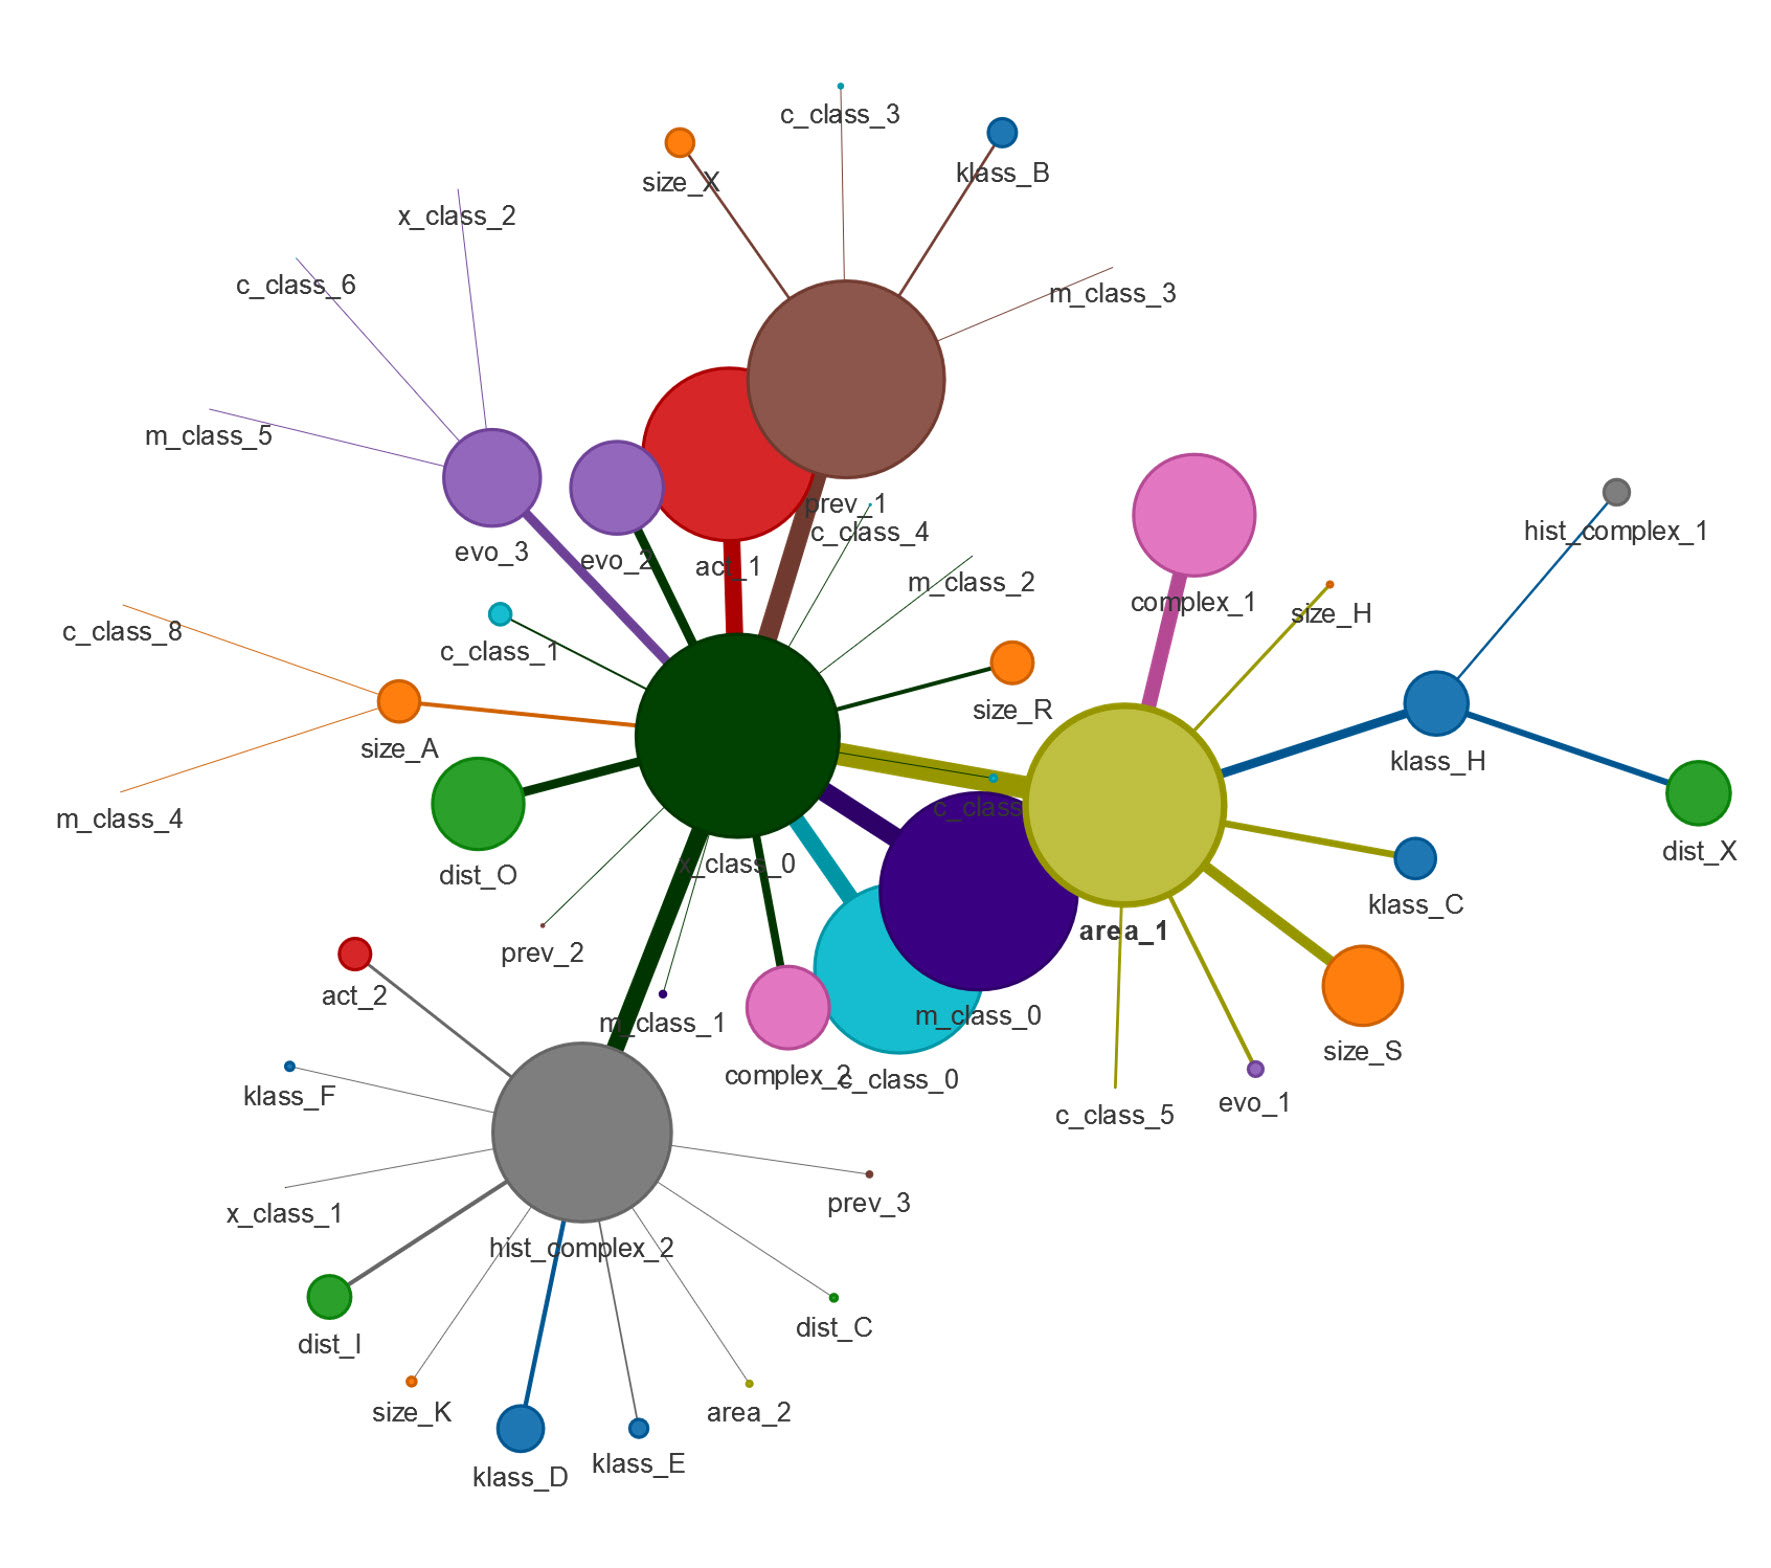 c_class_3
size_X
klass_B
x_class_2
c_class_6
m_class_3
m_class_5
prev_1
hist_complex_1
c_class_4
evo_3
evo_2
act_1
m_class_2
complex_1
size_H
c_class_8
c_class_1
size_R
size_A
klass_H
c_class
m_class_4
dist_X
x_class_0
dist_O
klass_C
area_1
prev_2
act_2
m_class_1
m_class_0
size_S
complex_2
c_class_0
klass_F
evo_1
c_class_5
prev_3
x_class_1
hist_complex_2
dist_C
dist_I
size_K
area_2
klass_E
klass_D